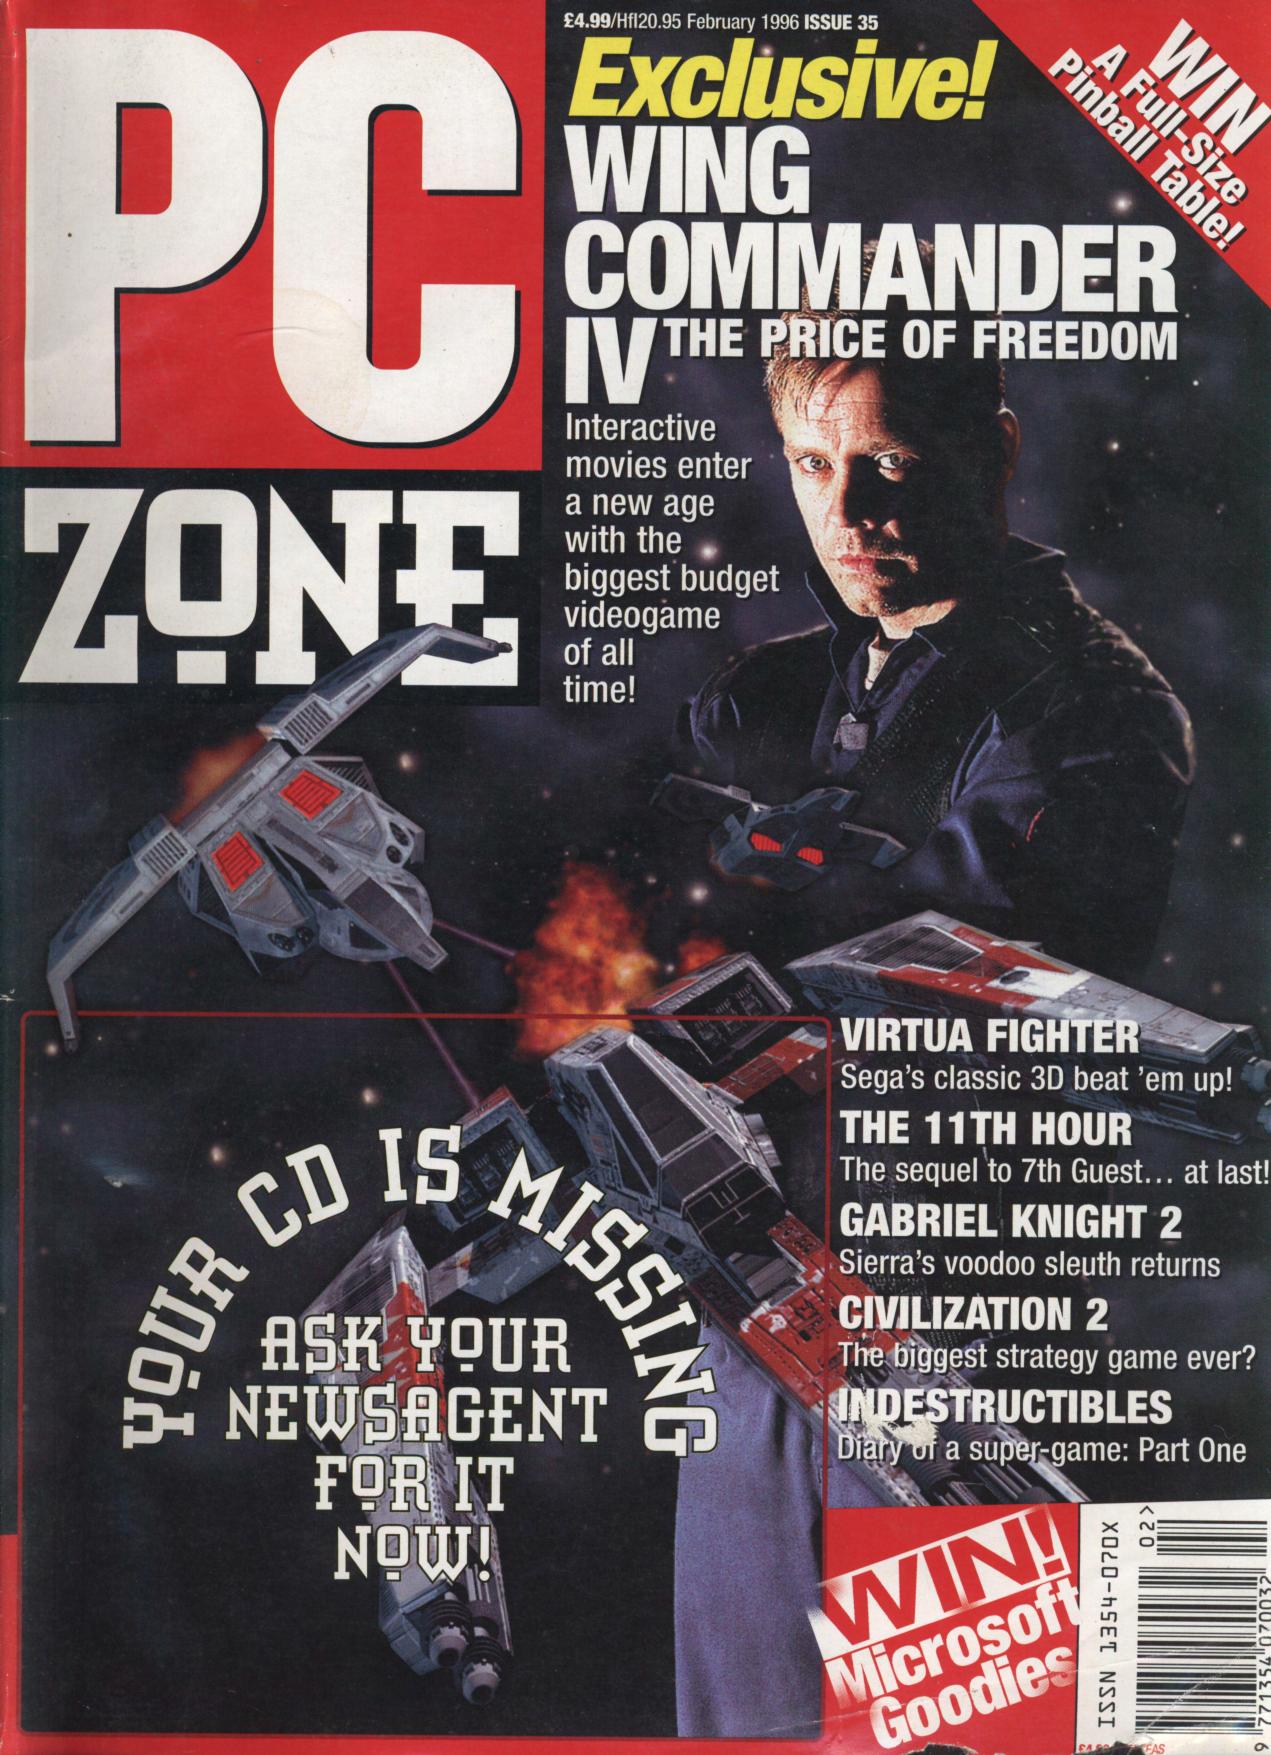 £4.99/Hfl20.95 February 1996 ISSUE 35
PC
ZONE
Exclusive!
WING
COMMANDER
IV THE PRICE OF FREEDOM
Interactive
movies enter
a new age
with the
biggest budget
videogame
of all
time!
WIN
A Full-Size
Pinball Table!
VIRTUA FIGHTER
Sega's classic 3D beat 'em up!
THE 11TH HOUR
The sequel to 7th Guest... at last!
GABRIEL KNIGHT 2
Sierra's voodoo sleuth returns
CIVILIZATION 2
The biggest strategy game ever?
INDESTRUCTIBLES
Diary of a super-game: Part One
YOUR CD IS MISSING
ASK YOUR
NEWSAGENT
FOR IT
NOW!
WIN!
Microsoft
Goodies
ISSN 1354-070X
02>
9 771354 070032